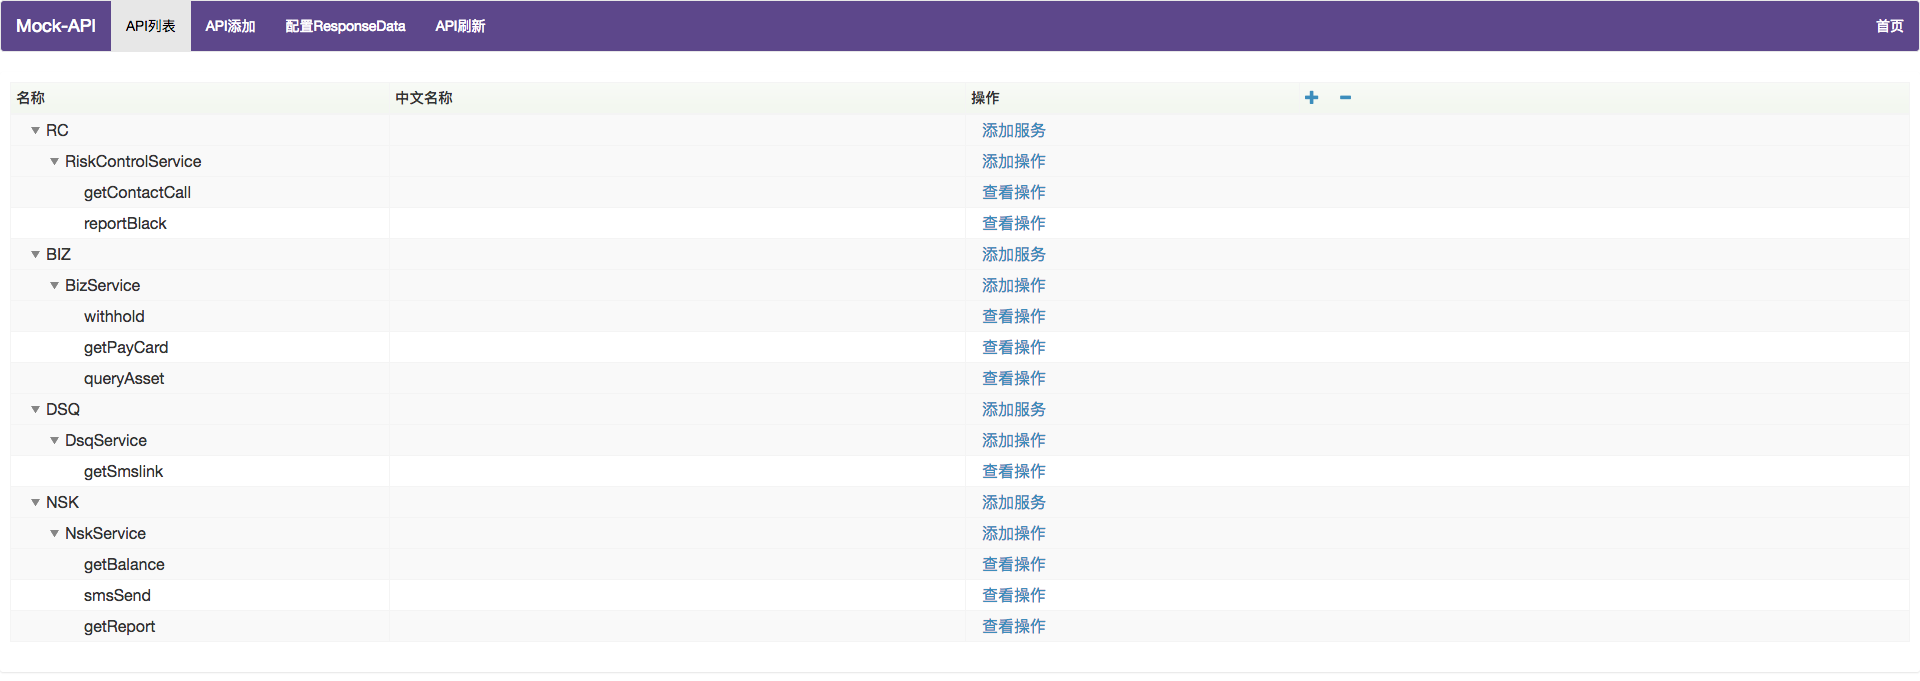 Mock-API API列表 API添加 配置ResponseData API刷新 首页
名称 中文名称 操作
RC 添加服务
RiskControlService 添加操作
getContactCall 查看操作
reportBlack 查看操作
BIZ 添加服务
BizService 添加操作
withhold 查看操作
getPayCard 查看操作
queryAsset 查看操作
DSQ 添加服务
DsqService 添加操作
getSmslink 查看操作
NSK 添加服务
NskService 添加操作
getBalance 查看操作
smsSend 查看操作
getReport 查看操作